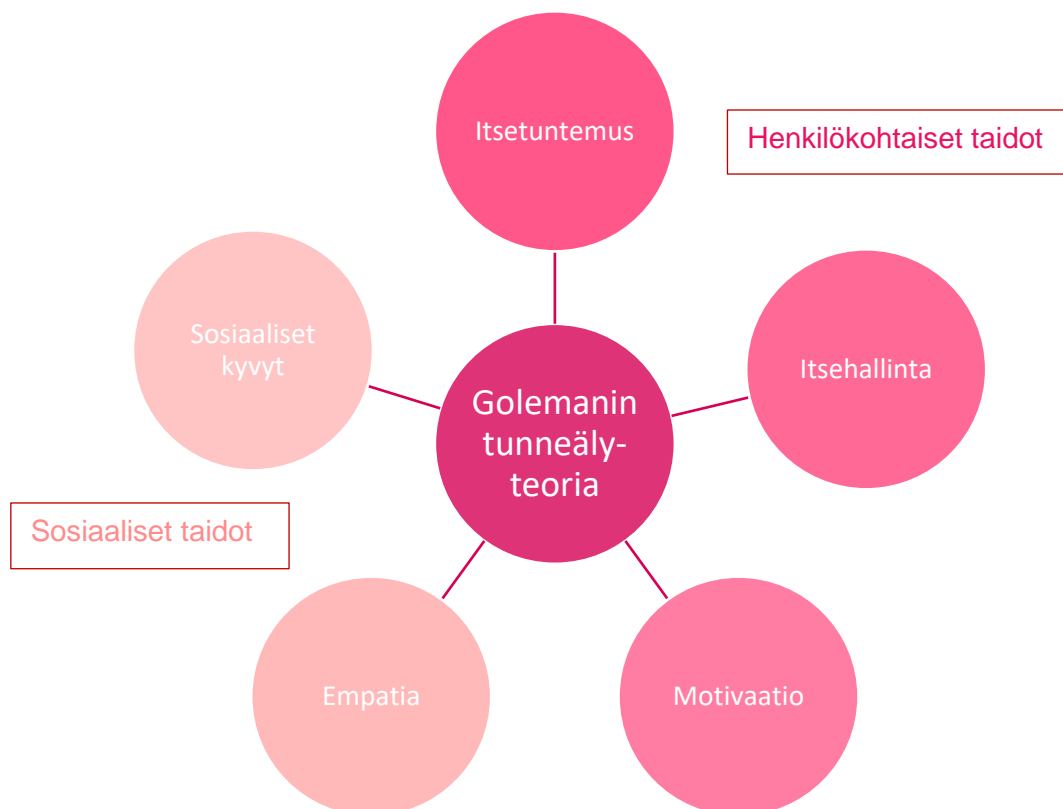 Itsetuntemus
Henkilökohtaiset taidot
Sosiaaliset
kyvyt
Itsehallinta
Golemanin
tunneäly-
teoria
Sosiaaliset taidot
Empatia
Motivaatio